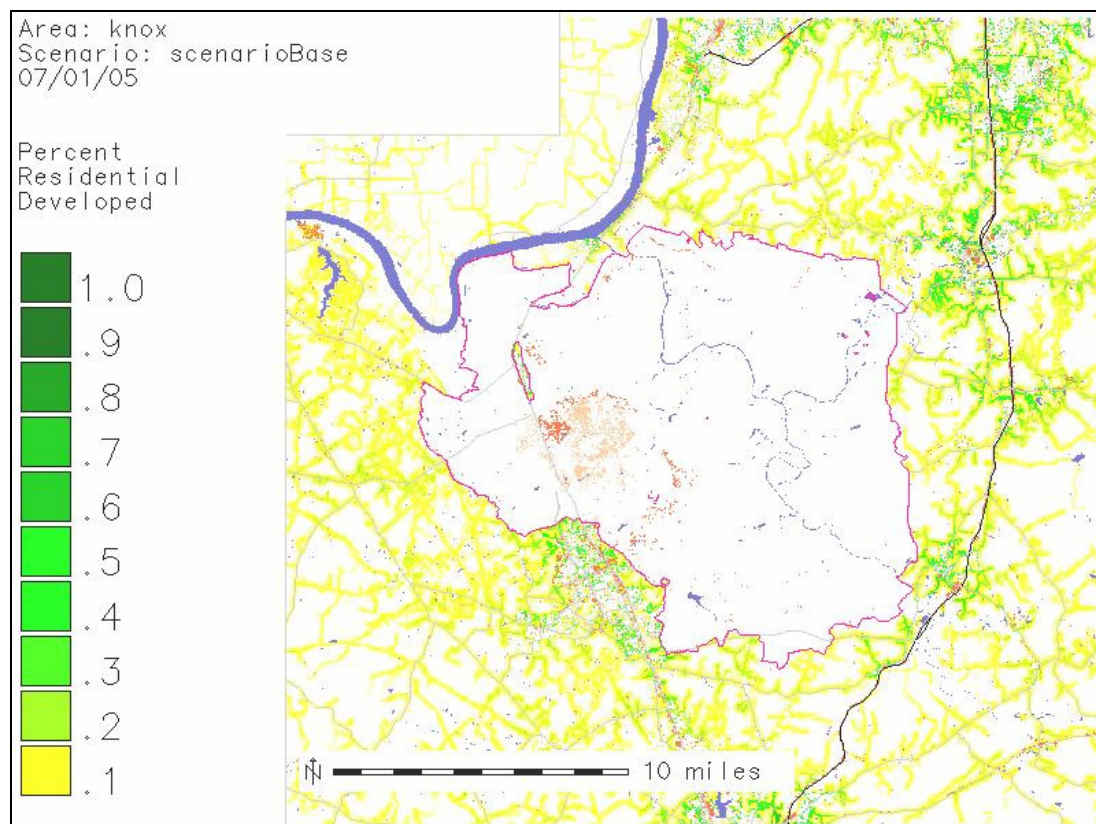 Area: knox
Scenario: scenarioBase
07/01/05
Percent
Residential
Developed
1.0
.9
.8
.7
.6
.5
.4
.3
.2
.1
N
10 miles